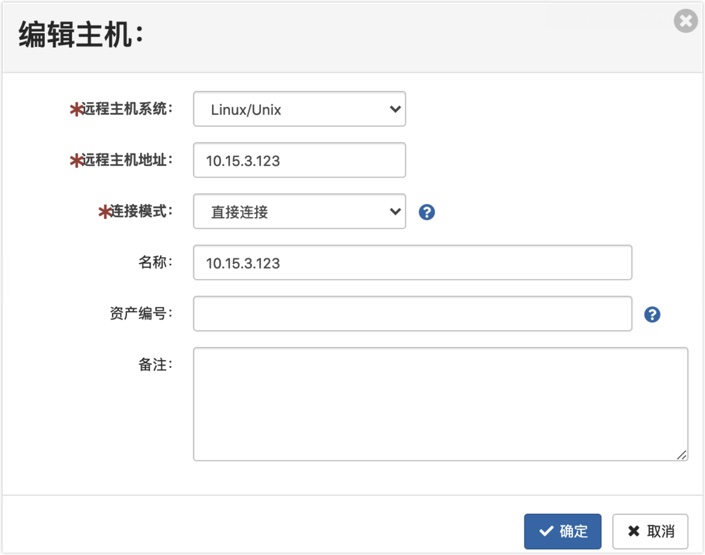 编辑主机:
*远程主机系统: Linux/Unix
*远程主机地址: 10.15.3.123
*连接模式: 直接连接
名称: 10.15.3.123
资产编号:
备注:
确定 取消